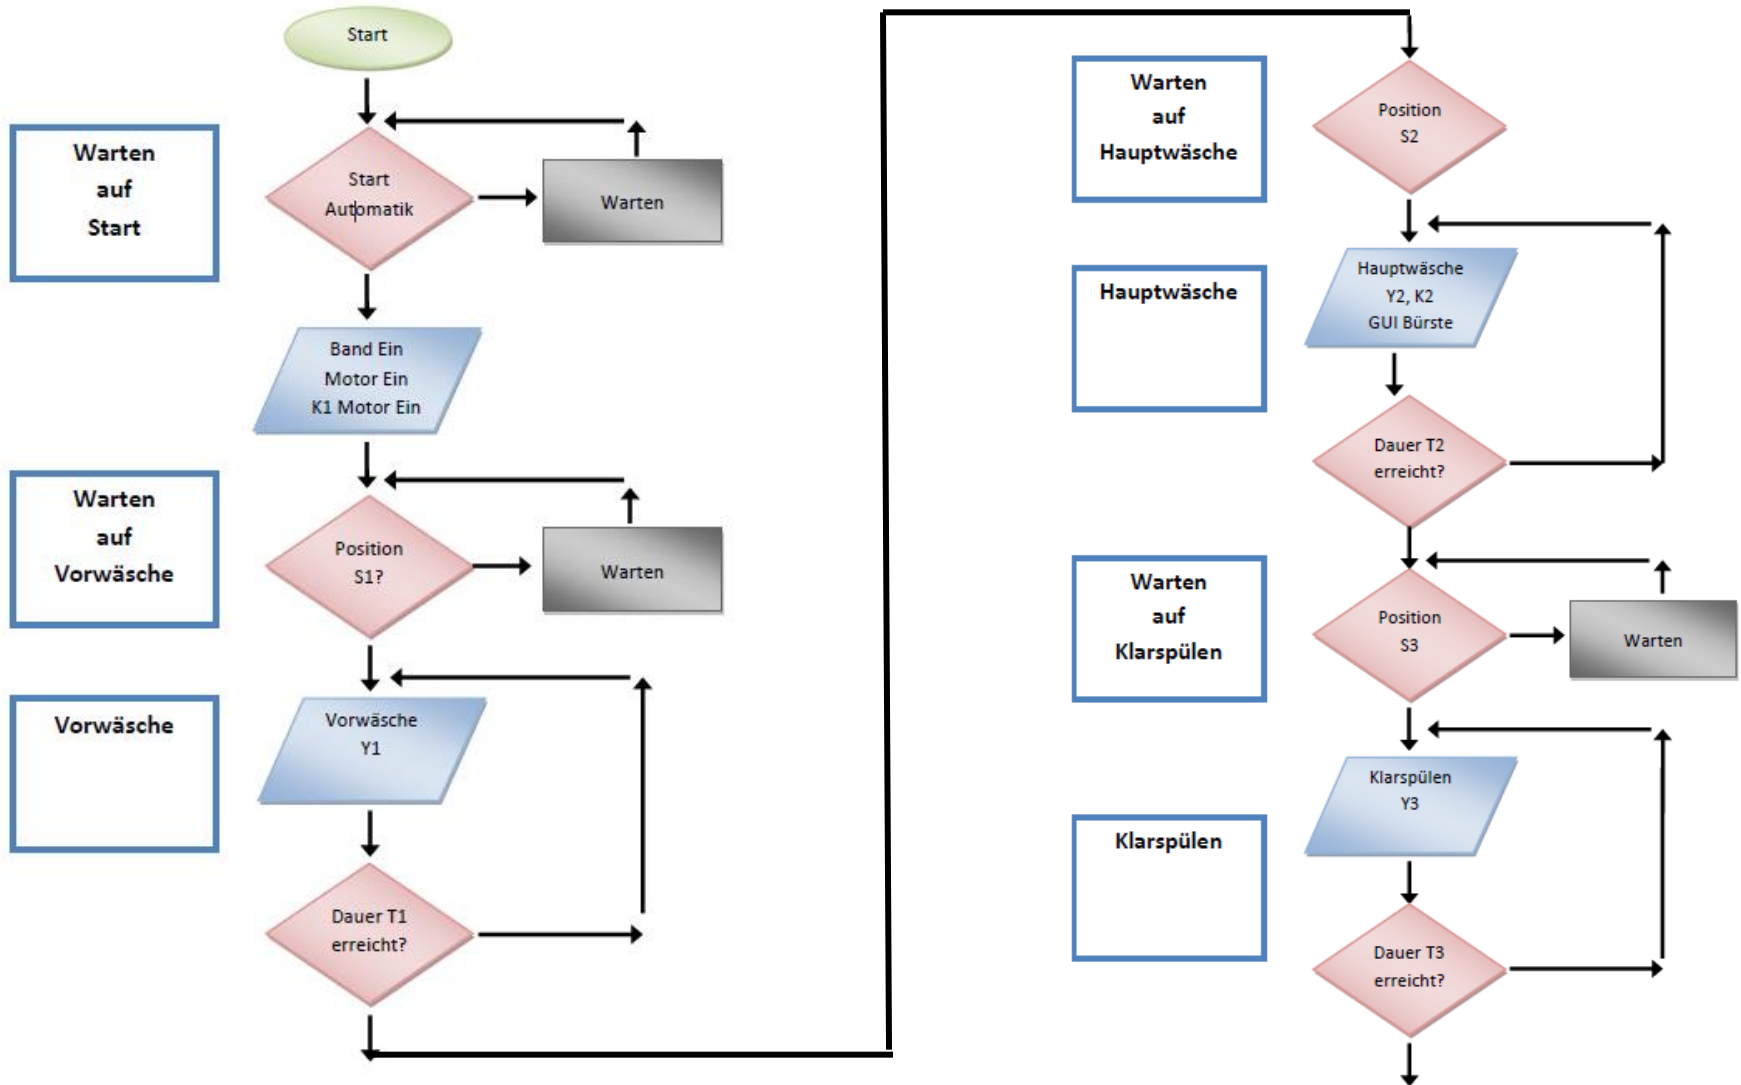 Start
Warten
auf
Start
Start
Automatik
Warten
Band Ein
Motor Ein
K1 Motor Ein
Warten
auf
Vorwäsche
Position
S1?
Warten
Vorwäsche
Vorwäsche
Y1
Dauer T1
erreicht?
Warten
auf
Hauptwäsche
Position
S2
Hauptwäsche
Hauptwäsche
Y2, K2
GUI Bürste
Dauer T2
erreicht?
Warten
auf
Klarspülen
Position
S3
Warten
Klarspülen
Klarspülen
Y3
Dauer T3
erreicht?